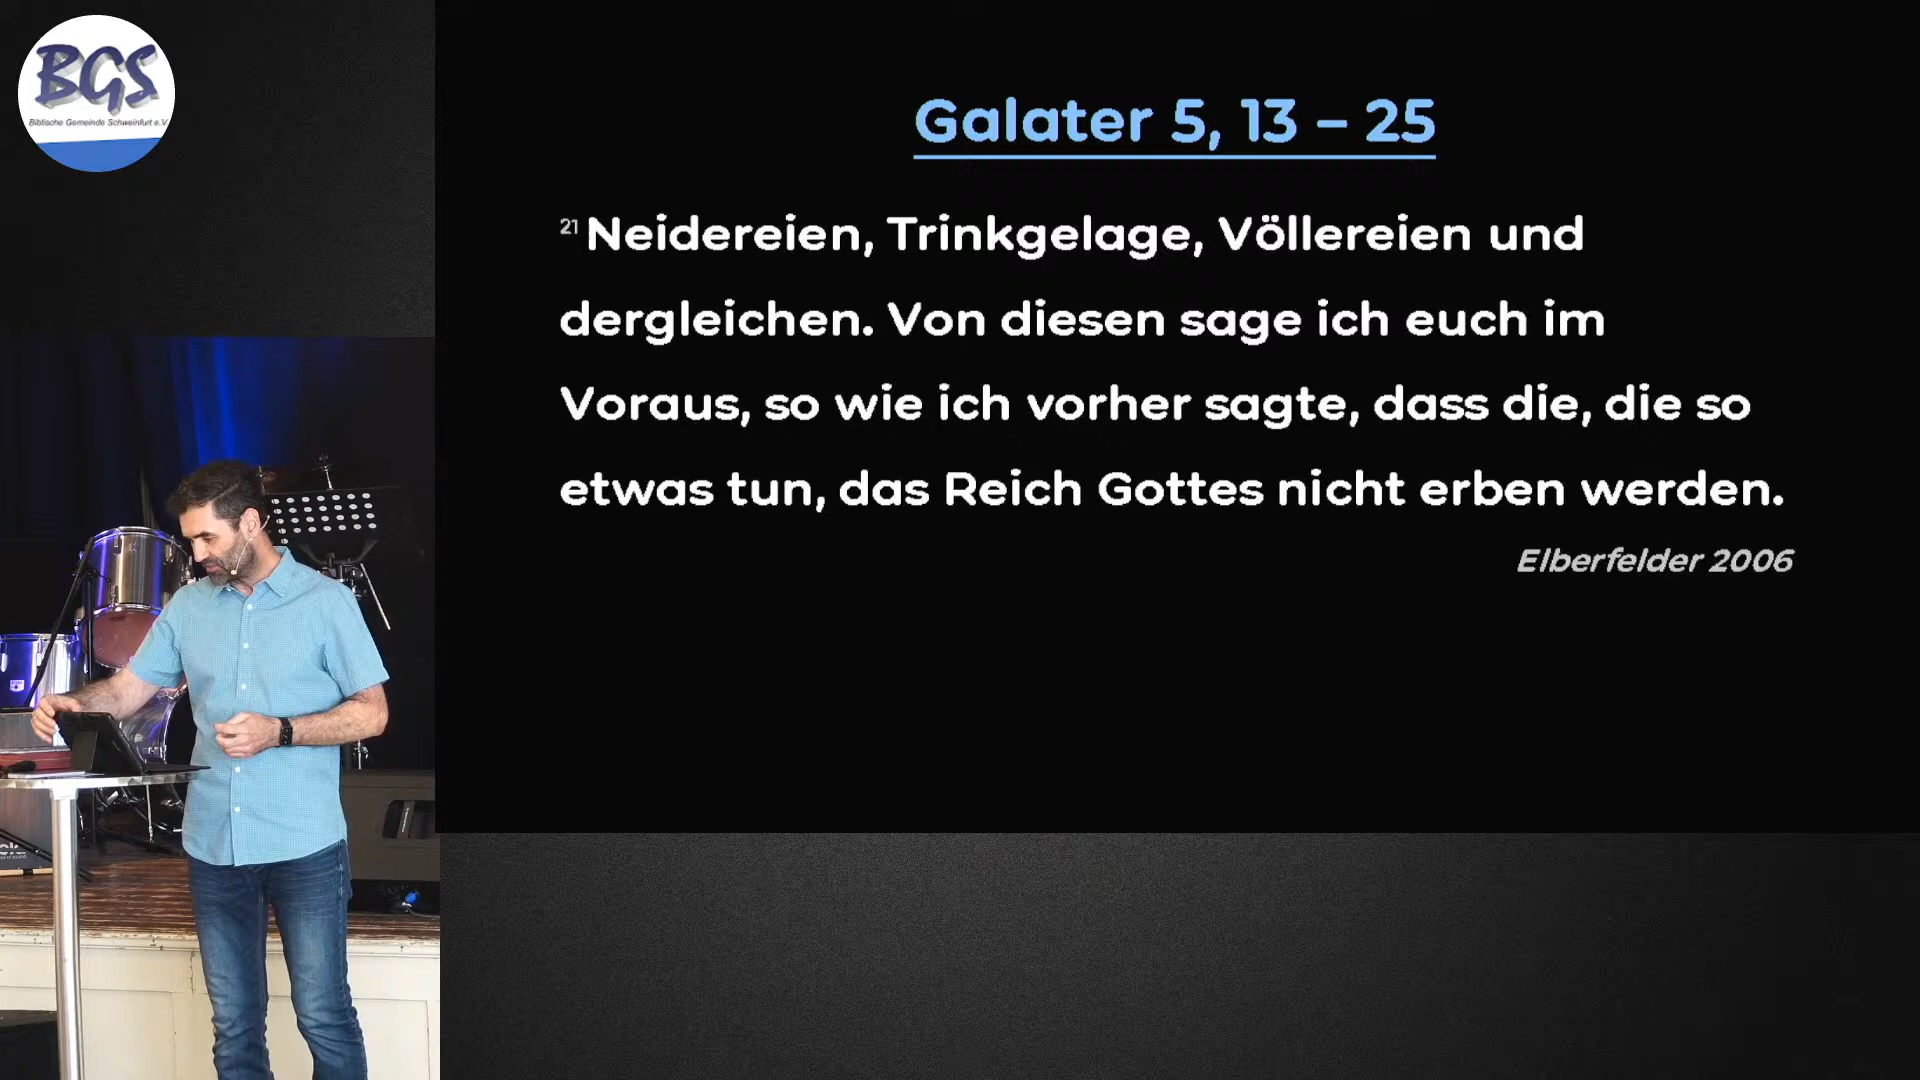 BGS
Biblische Gemeinde Schweinfurt e.V.
Galater 5, 13 – 25
21 Neidereien, Trinkgelage, Völlereien und
dergleichen. Von diesen sage ich euch im
Voraus, so wie ich vorher sagte, dass die, die so
etwas tun, das Reich Gottes nicht erben werden.
Elberfelder 2006